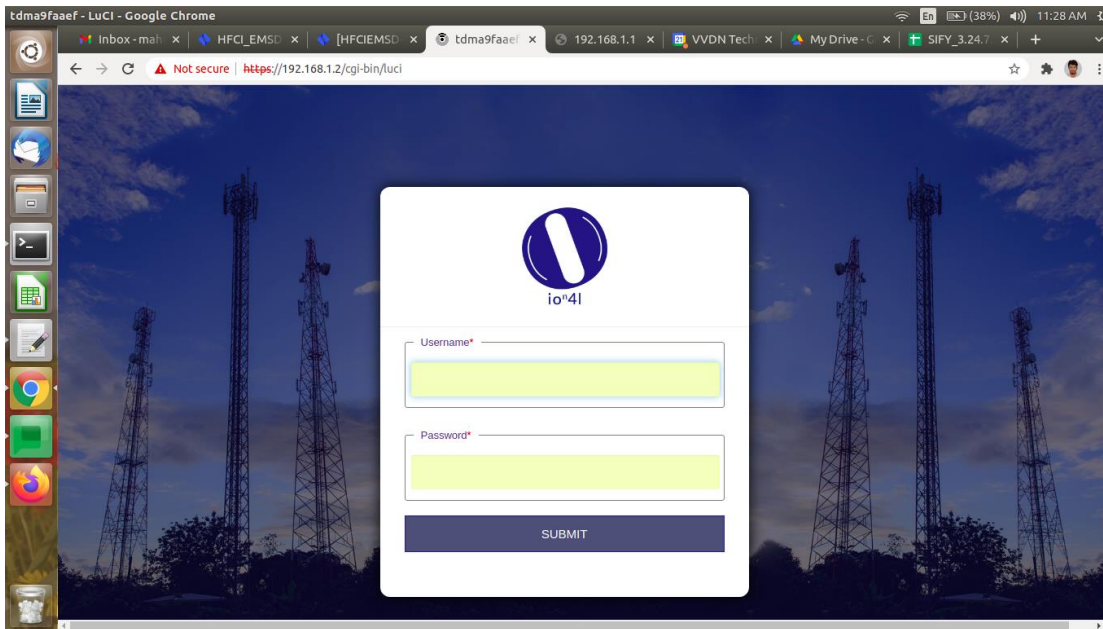 tdma9faaef - LuCI - Google Chrome
En (38%) 11:28 AM
Inbox - mah
HFCI_EMSD
[HFCIEMSD
tdma9faaef
192.168.1.1
VVDN Tech
My Drive - G
SIFY_3.24.7
Not secure https://192.168.1.2/cgi-bin/luci
ioⁿ4l
Username*
Password*
SUBMIT